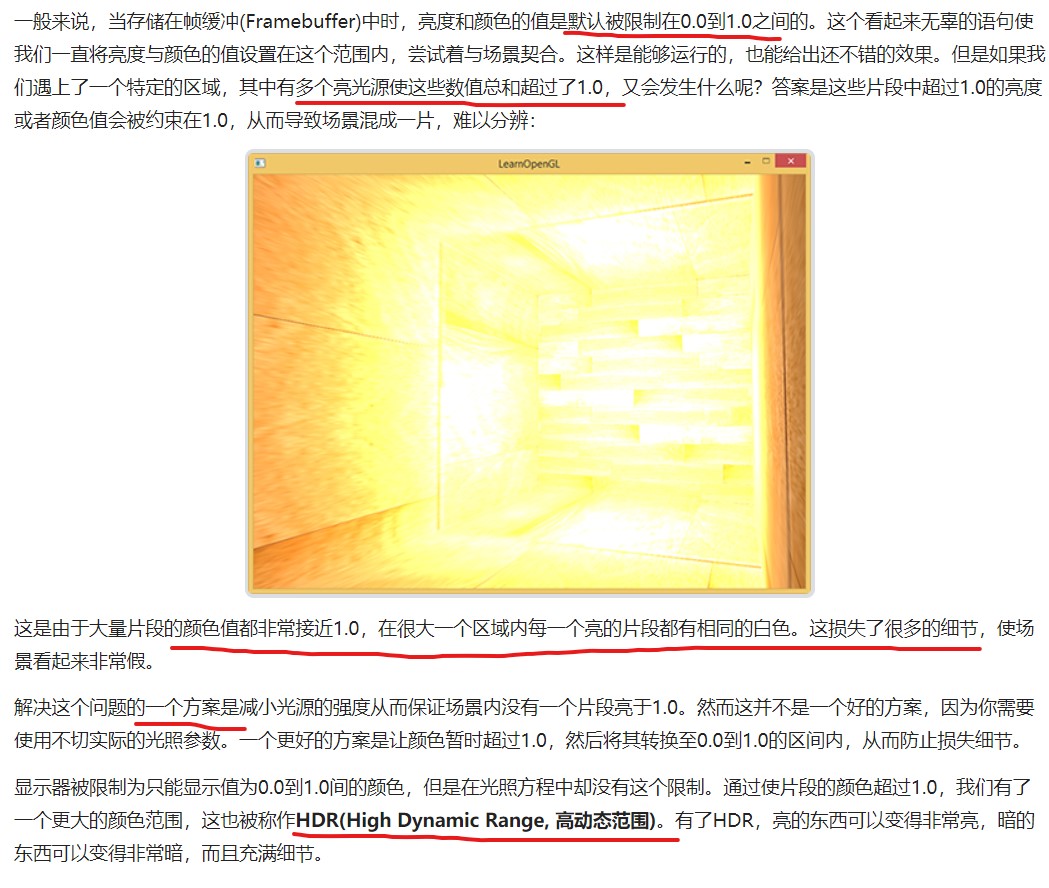 一般来说，当存储在帧缓冲(Framebuffer)中时，亮度和颜色的值是默认被限制在0.0到1.0之间的。这个看起来无辜的语句使
我们一直将亮度与颜色的值设置在这个范围内，尝试着与场景契合。这样是能够运行的，也能给出还不错的效果。但是如果我
们遇上了一个特定的区域，其中有多个亮光源使这些数值总和超过了1.0，又会发生什么呢？答案是这些片段中超过1.0的亮度
或者颜色值会被约束在1.0，从而导致场景混成一片，难以分辨：
LearnOpenGL
这是由于大量片段的颜色值都非常接近1.0，在很大一个区域内每一个亮的片段都有相同的白色。这损失了很多的细节，使场
景看起来非常假。
解决这个问题的一个方案是减小光源的强度从而保证场景内没有一个片段亮于1.0。然而这并不是一个好的方案，因为你需要
使用不切实际的光照参数。一个更好的方案是让颜色暂时超过1.0，然后将其转换至0.0到1.0的区间内，从而防止损失细节。
显示器被限制为只能显示值为0.0到1.0间的颜色，但是在光照方程中却没有这个限制。通过使片段的颜色超过1.0，我们有了
一个更大的颜色范围，这也被称作HDR(High Dynamic Range, 高动态范围)。有了HDR，亮的东西可以变得非常亮，暗的
东西可以变得非常暗，而且充满细节。